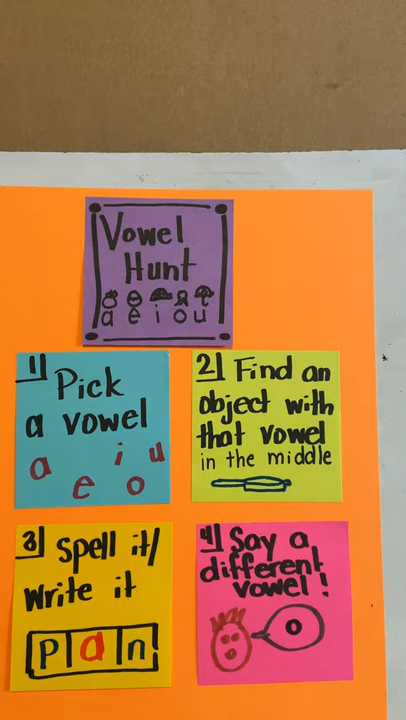 Vowel
Hunt
a e i o u
1) Pick
a vowel
a e i o u
2) Find an
object with
that vowel
in the middle
3) Spell it/
write it
p a n
4) Say a
different
vowel!
o